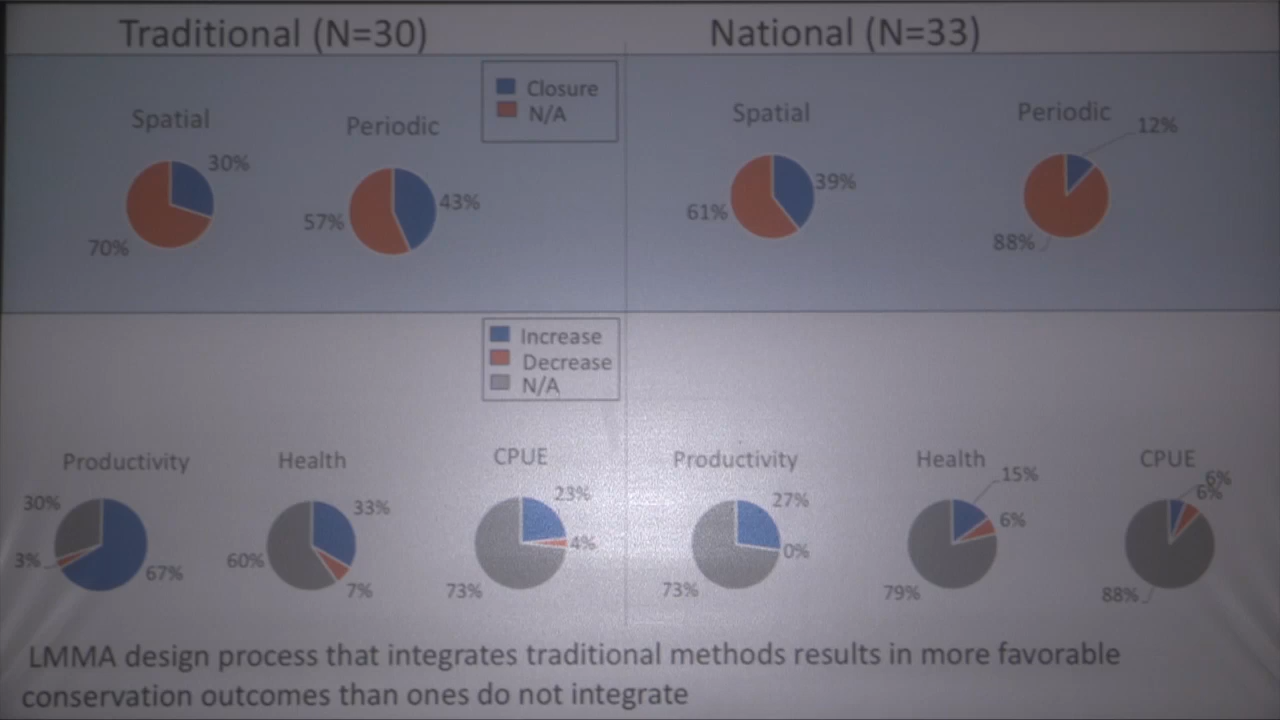 Traditional (N=30)
National (N=33)
Closure
N/A
Spatial
30%
70%
Periodic
43%
57%
Spatial
39%
61%
Periodic
12%
88%
Increase
Decrease
N/A
Productivity
30%
3%
67%
Health
33%
60%
7%
CPUE
23%
4%
73%
Productivity
27%
0%
73%
Health
15%
6%
79%
CPUE
6%
6%
88%
LMMA design process that integrates traditional methods results in more favorable
conservation outcomes than ones do not integrate